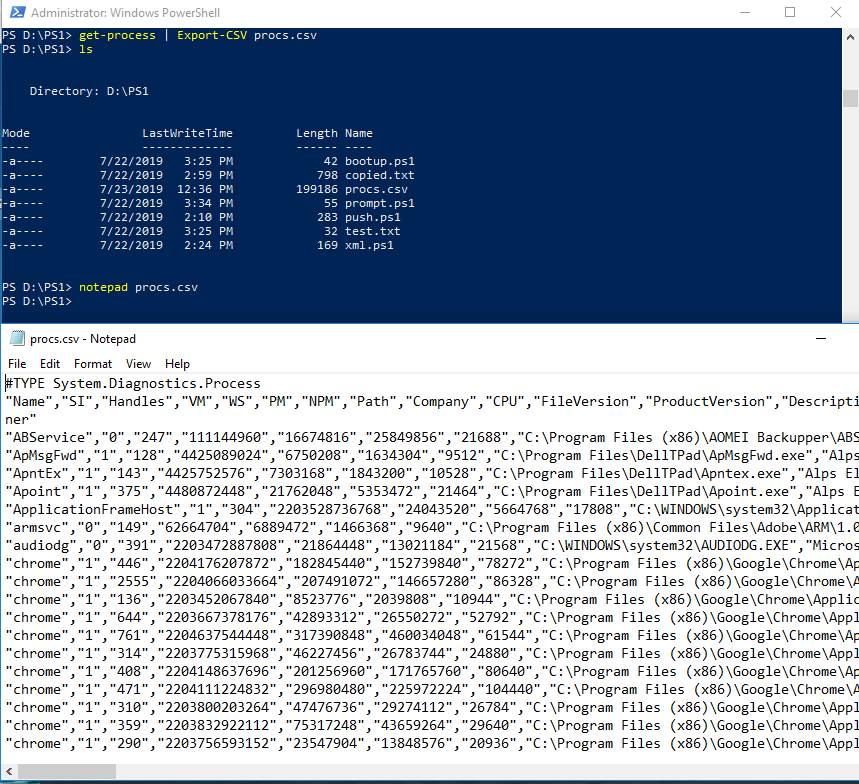 Administrator: Windows PowerShell
PS D:\PS1> get-process | Export-CSV procs.csv
PS D:\PS1> ls
Directory: D:\PS1
Mode LastWriteTime Length Name
---- ------------- ------ ----
-a---- 7/22/2019 3:25 PM 42 bootup.ps1
-a---- 7/22/2019 2:59 PM 798 copied.txt
-a---- 7/23/2019 12:36 PM 199186 procs.csv
-a---- 7/22/2019 3:34 PM 55 prompt.ps1
-a---- 7/22/2019 2:10 PM 283 push.ps1
-a---- 7/22/2019 3:25 PM 32 test.txt
-a---- 7/22/2019 2:24 PM 169 xml.ps1
PS D:\PS1> notepad procs.csv
PS D:\PS1>
procs.csv - Notepad
File Edit Format View Help
#TYPE System.Diagnostics.Process
"Name","SI","Handles","VM","WS","PM","NPM","Path","Company","CPU","FileVersion","ProductVersion","Descripti
ner"
"ABService","0","247","111144960","16674816","25849856","21688","C:\Program Files (x86)\AOMEI Backupper\ABS
"ApMsgFwd","1","128","4425089024","6750208","1634304","9512","C:\Program Files\DellTPad\ApMsgFwd.exe","Alps
"ApntEx","1","143","4425752576","7303168","1843200","10528","C:\Program Files\DellTPad\Apntex.exe","Alps El
"Apoint","1","375","4480872448","21762048","5353472","21464","C:\Program Files\DellTPad\Apoint.exe","Alps E
"ApplicationFrameHost","1","304","2203528736768","24043520","5664768","17808","C:\WINDOWS\system32\Applicat
"armsvc","0","149","62664704","6889472","1466368","9640","C:\Program Files (x86)\Common Files\Adobe\ARM\1.0
"audiodg","0","391","2203472887808","21864448","13021184","21568","C:\WINDOWS\system32\AUDIODG.EXE","Micros
"chrome","1","446","2204176207872","182845440","152739840","78272","C:\Program Files (x86)\Google\Chrome\Ap
"chrome","1","2555","2204066033664","207491072","146657280","86328","C:\Program Files (x86)\Google\Chrome\A
"chrome","1","136","2203452067840","8523776","2039808","10944","C:\Program Files (x86)\Google\Chrome\Applic
"chrome","1","644","2203667378176","42893312","26550272","52792","C:\Program Files (x86)\Google\Chrome\Appl
"chrome","1","761","2204637544448","317390848","460034048","61544","C:\Program Files (x86)\Google\Chrome\Ap
"chrome","1","314","2203775315968","46227456","26783744","24880","C:\Program Files (x86)\Google\Chrome\Appl
"chrome","1","408","2204148637696","201256960","171765760","80640","C:\Program Files (x86)\Google\Chrome\Ap
"chrome","1","471","2204111224832","296980480","225972224","104440","C:\Program Files (x86)\Google\Chrome\A
"chrome","1","310","2203800203264","47476736","29274112","26784","C:\Program Files (x86)\Google\Chrome\Appl
"chrome","1","359","2203832922112","75317248","43659264","29640","C:\Program Files (x86)\Google\Chrome\Appl
"chrome","1","290","2203756593152","23547904","13848576","20936","C:\Program Files (x86)\Google\Chrome\Appl